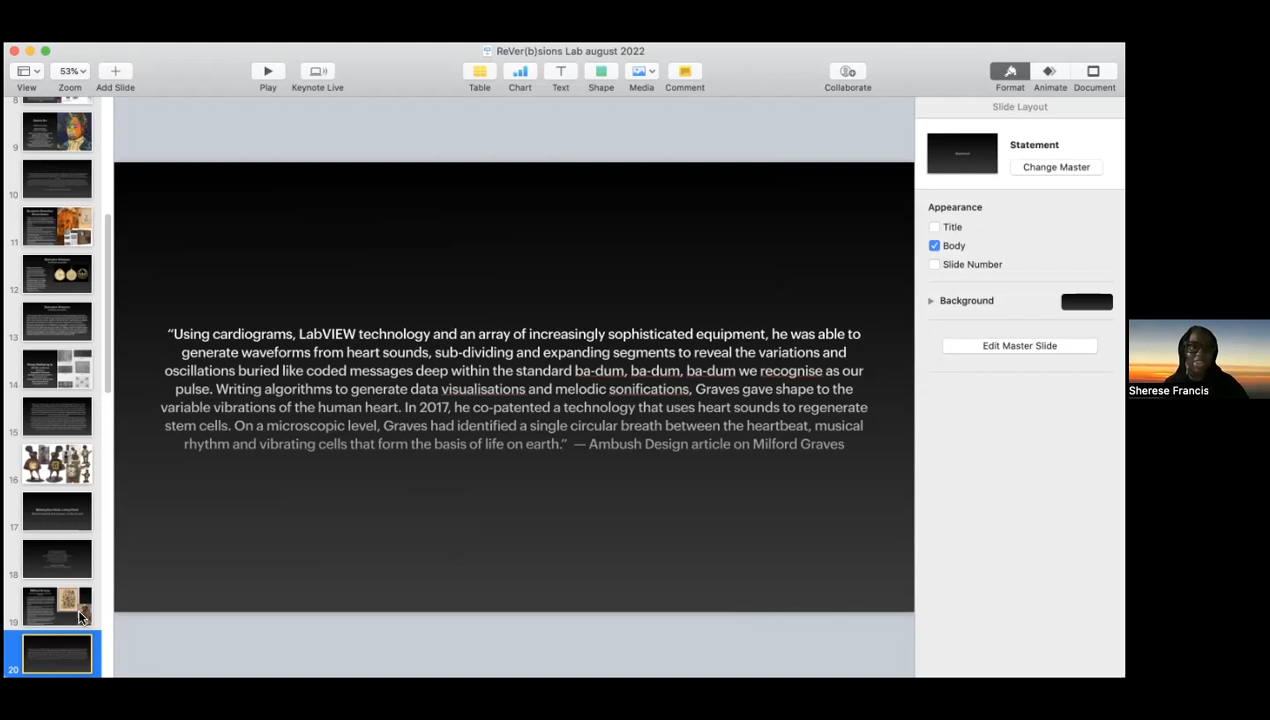 ReVer(b)sions Lab august 2022
53%
View
Zoom
Add Slide
Play
Keynote Live
Table
Chart
Text
Shape
Media
Comment
Collaborate
Format
Animate
Document
8
9
10
11
12
13
14
15
16
17
18
19
20
“Using cardiograms, LabVIEW technology and an array of increasingly sophisticated equipment, he was able to
generate waveforms from heart sounds, sub-dividing and expanding segments to reveal the variations and
oscillations buried like coded messages deep within the standard ba-dum, ba-dum, ba-dum we recognise as our
pulse. Writing algorithms to generate data visualisations and melodic sonifications, Graves gave shape to the
variable vibrations of the human heart. In 2017, he co-patented a technology that uses heart sounds to regenerate
stem cells. On a microscopic level, Graves had identified a single circular breath between the heartbeat, musical
rhythm and vibrating cells that form the basis of life on earth.” — Ambush Design article on Milford Graves
Slide Layout
Statement
Change Master
Appearance
Title
Body
Slide Number
Background
Edit Master Slide
Sherese Francis